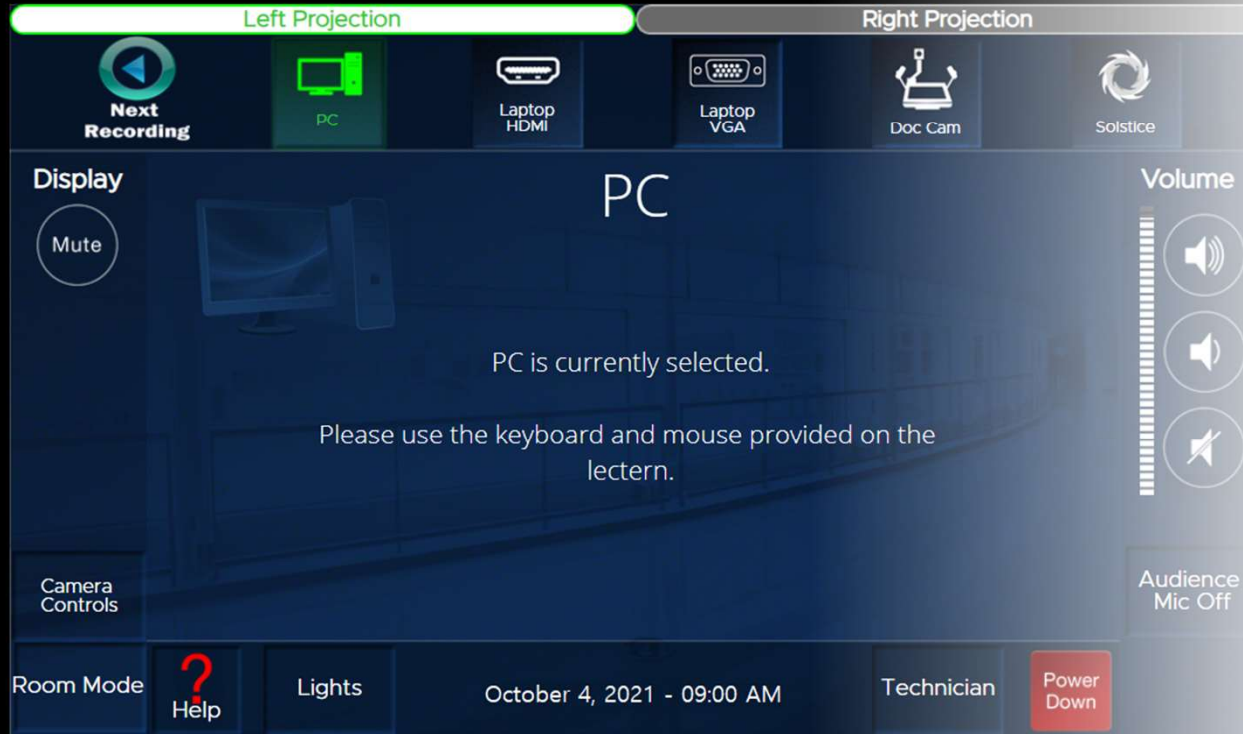 Left Projection
Right Projection
Next
Recording
PC
Laptop
HDMI
Laptop
VGA
Doc Cam
Solstice
Display
Mute
PC
Volume
PC is currently selected.
Please use the keyboard and mouse provided on the
lectern.
Camera
Controls
Audience
Mic Off
Room Mode
?
Help
Lights
October 4, 2021 - 09:00 AM
Technician
Power
Down